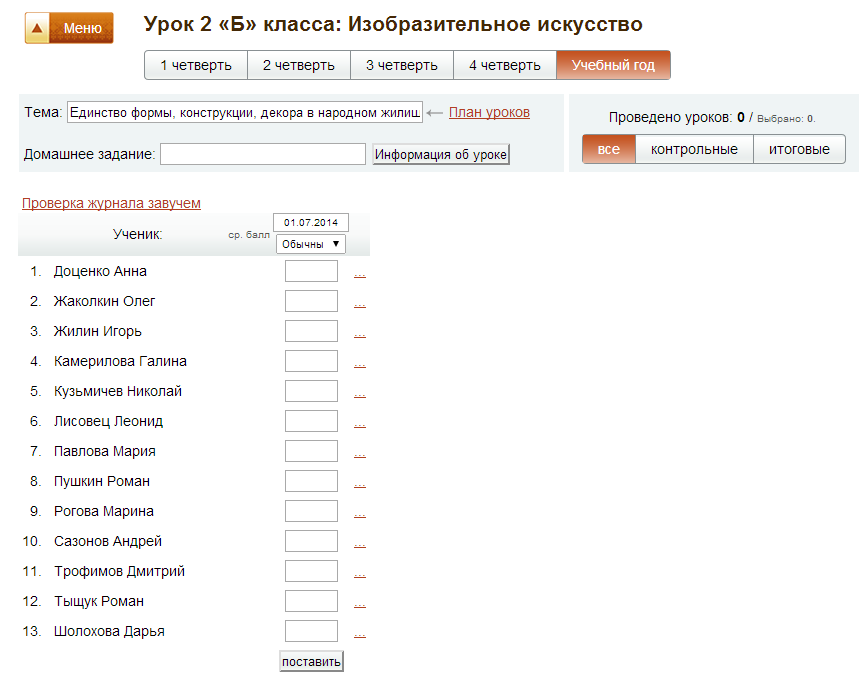 Меню
Урок 2 «Б» класса: Изобразительное искусство
1 четверть 2 четверть 3 четверть 4 четверть Учебный год
Тема: Единство формы, конструкции, декора в народном жилищ ← План уроков
Проведено уроков: 0 / Выбрано: 0.
Домашнее задание: Информация об уроке
все контрольные итоговые
Проверка журнала завучем
01.07.2014
Ученик: ср. балл
Обычны ▼
1. Доценко Анна ...
2. Жаколкин Олег ...
3. Жилин Игорь ...
4. Камерилова Галина ...
5. Кузьмичев Николай ...
6. Лисовец Леонид ...
7. Павлова Мария ...
8. Пушкин Роман ...
9. Рогова Марина ...
10. Сазонов Андрей ...
11. Трофимов Дмитрий ...
12. Тыщук Роман ...
13. Шолохова Дарья ...
поставить